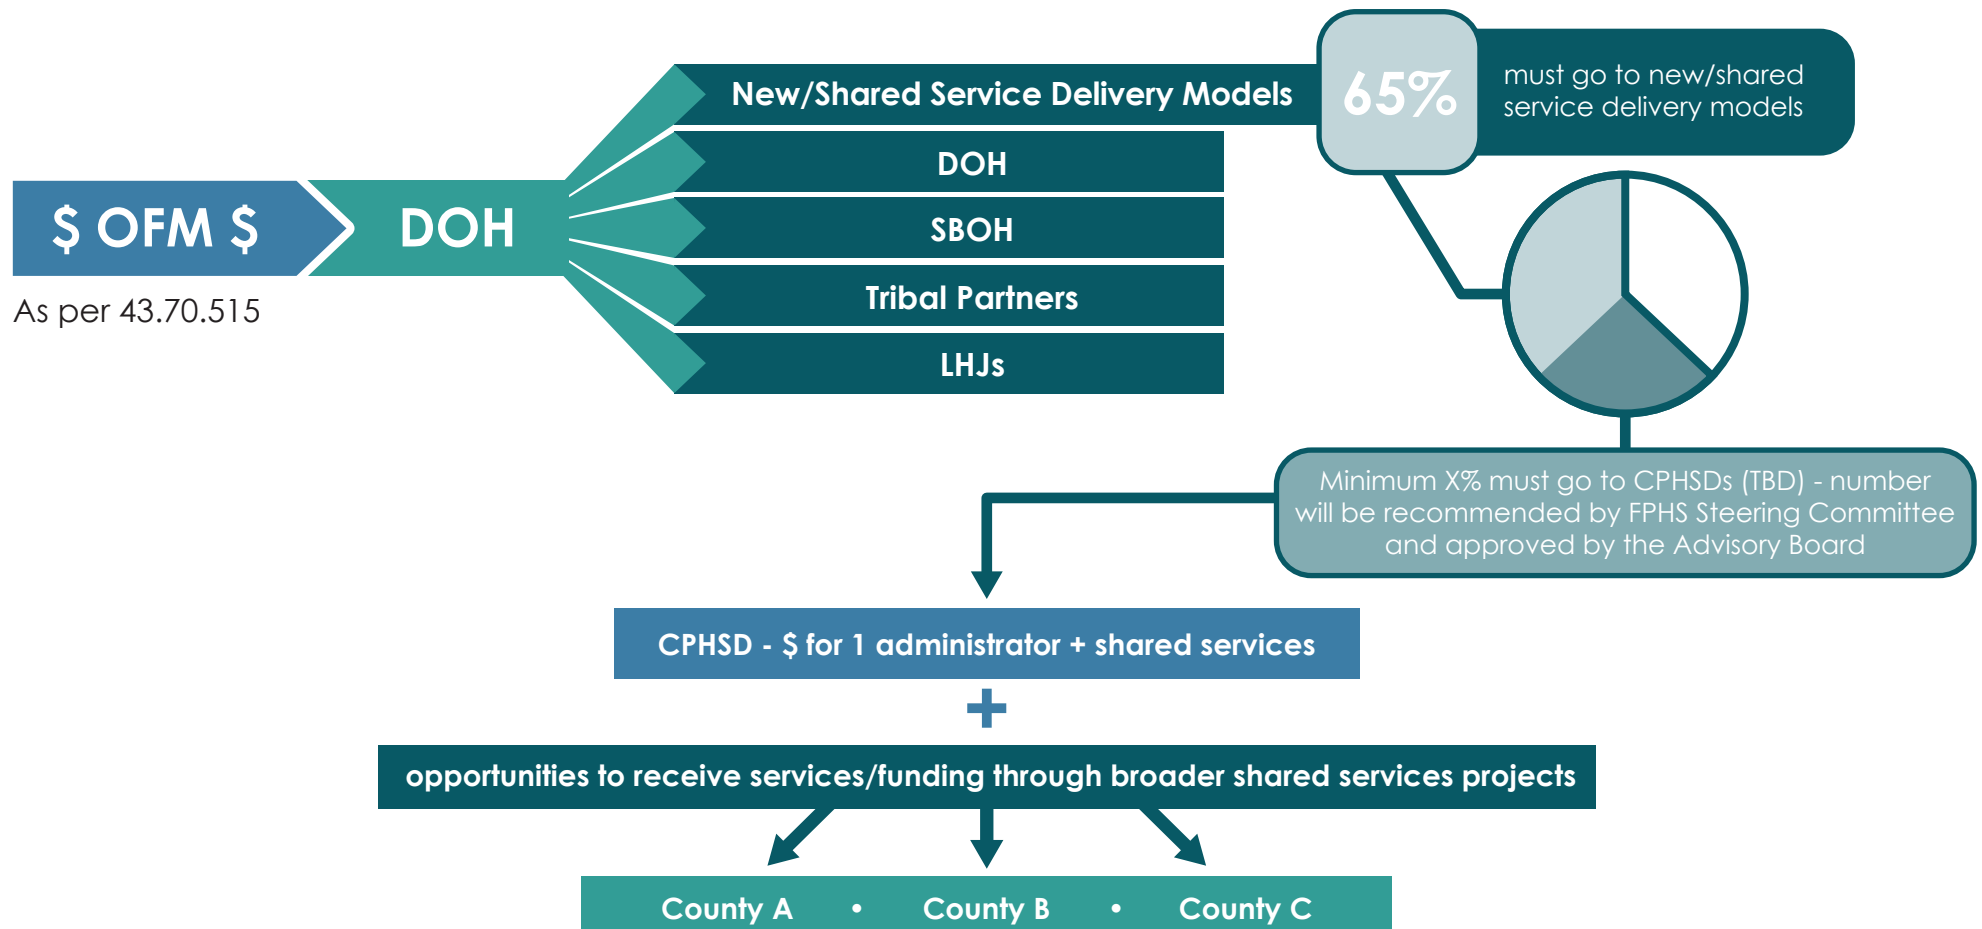 $ OFM $
As per 43.70.515
DOH
New/Shared Service Delivery Models
DOH
SBOH
Tribal Partners
LHJs
65%
must go to new/shared
service delivery models
Minimum X% must go to CPHSDs (TBD) - number
will be recommended by FPHS Steering Committee
and approved by the Advisory Board
CPHSD - $ for 1 administrator + shared services
+
opportunities to receive services/funding through broader shared services projects
County A • County B • County C